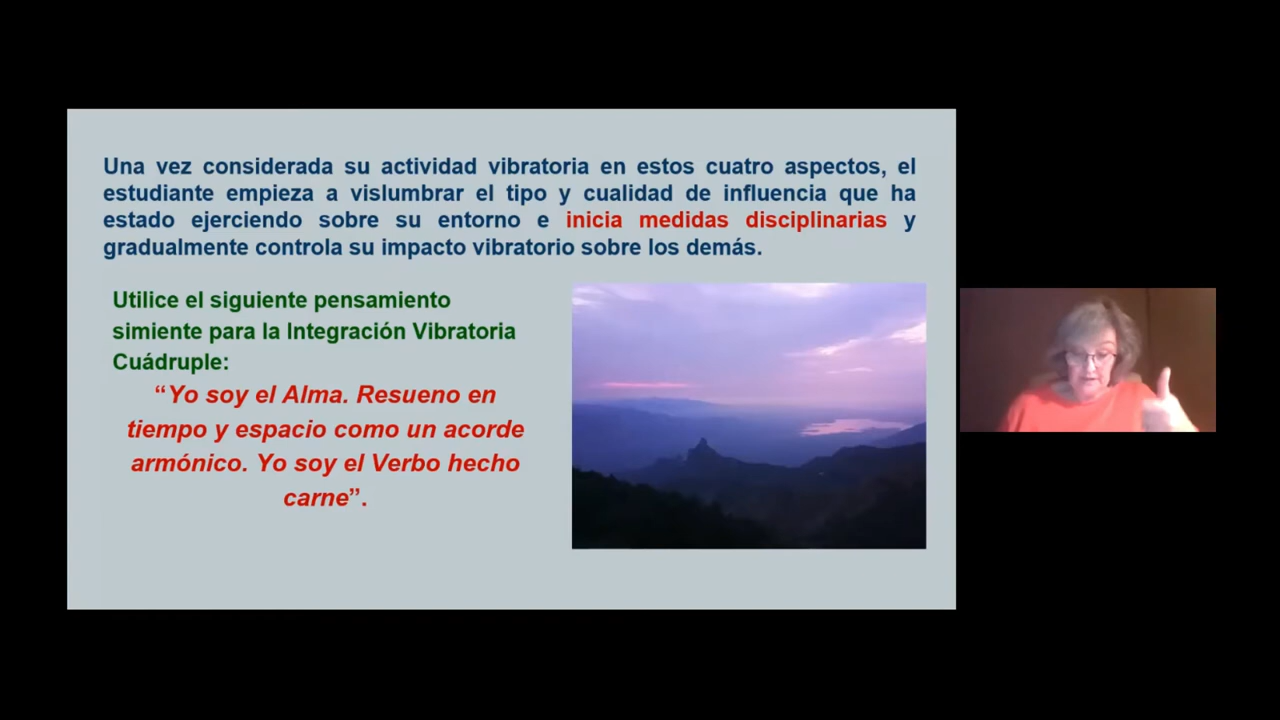 Una vez considerada su actividad vibratoria en estos cuatro aspectos, el
estudiante empieza a vislumbrar el tipo y cualidad de influencia que ha
estado ejerciendo sobre su entorno e inicia medidas disciplinarias y
gradualmente controla su impacto vibratorio sobre los demás.
Utilice el siguiente pensamiento
simiente para la Integración Vibratoria
Cuádruple:
“Yo soy el Alma. Resueno en
tiempo y espacio como un acorde
armónico. Yo soy el Verbo hecho
carne”.